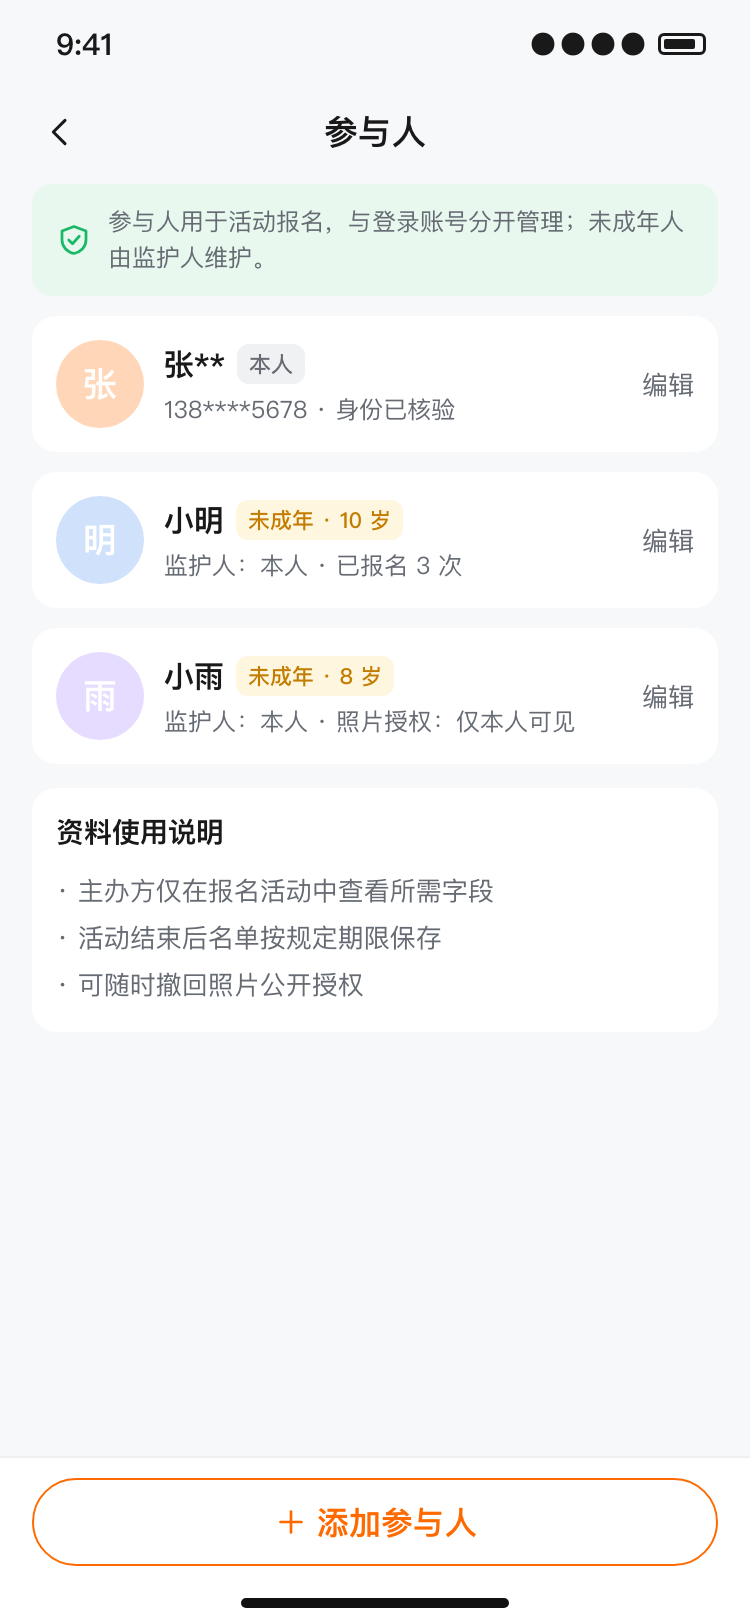 9:41
参与人
参与人用于活动报名，与登录账号分开管理；未成年人
由监护人维护。
张
张** 本人
138****5678 · 身份已核验
编辑
明
小明 未成年 · 10 岁
监护人：本人 · 已报名 3 次
编辑
雨
小雨 未成年 · 8 岁
监护人：本人 · 照片授权：仅本人可见
编辑
资料使用说明
· 主办方仅在报名活动中查看所需字段
· 活动结束后名单按规定期限保存
· 可随时撤回照片公开授权
＋ 添加参与人